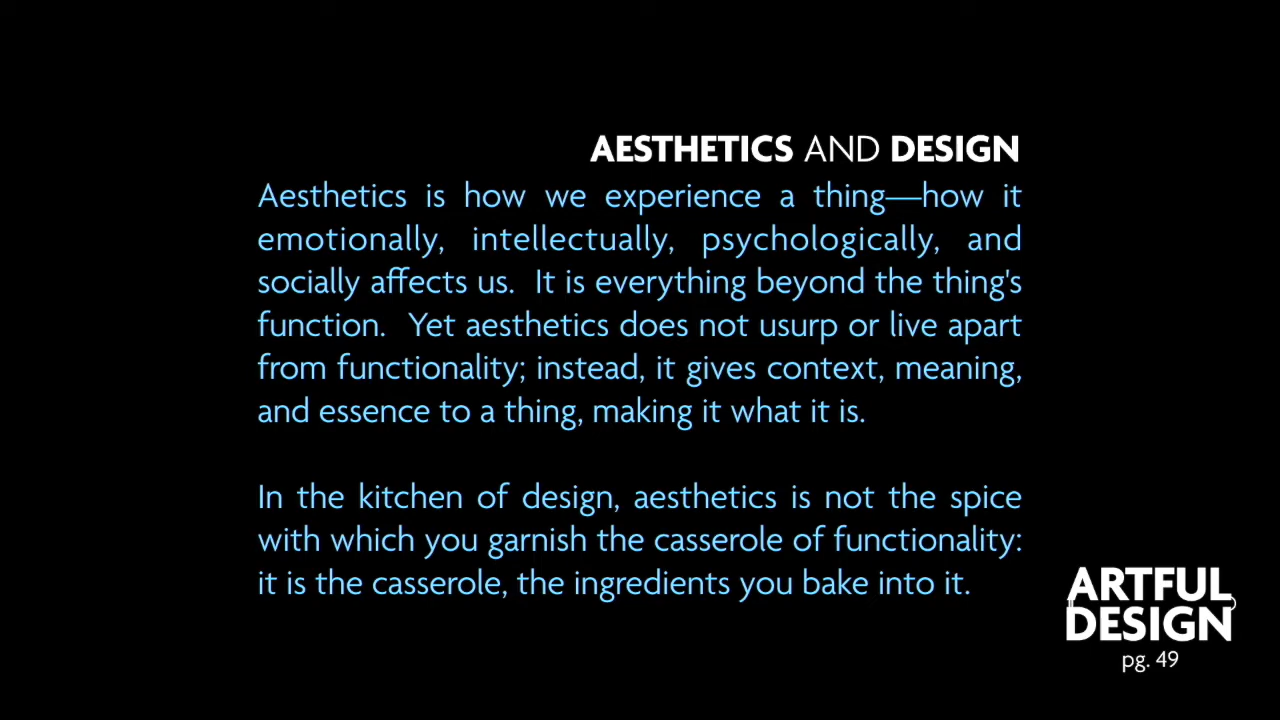 AESTHETICS AND DESIGN
Aesthetics is how we experience a thing—how it
emotionally, intellectually, psychologically, and
socially affects us.  It is everything beyond the thing's
function.  Yet aesthetics does not usurp or live apart
from functionality; instead, it gives context, meaning,
and essence to a thing, making it what it is.
In the kitchen of design, aesthetics is not the spice
with which you garnish the casserole of functionality:
it is the casserole, the ingredients you bake into it.
ARTFUL
DESIGN
pg. 49